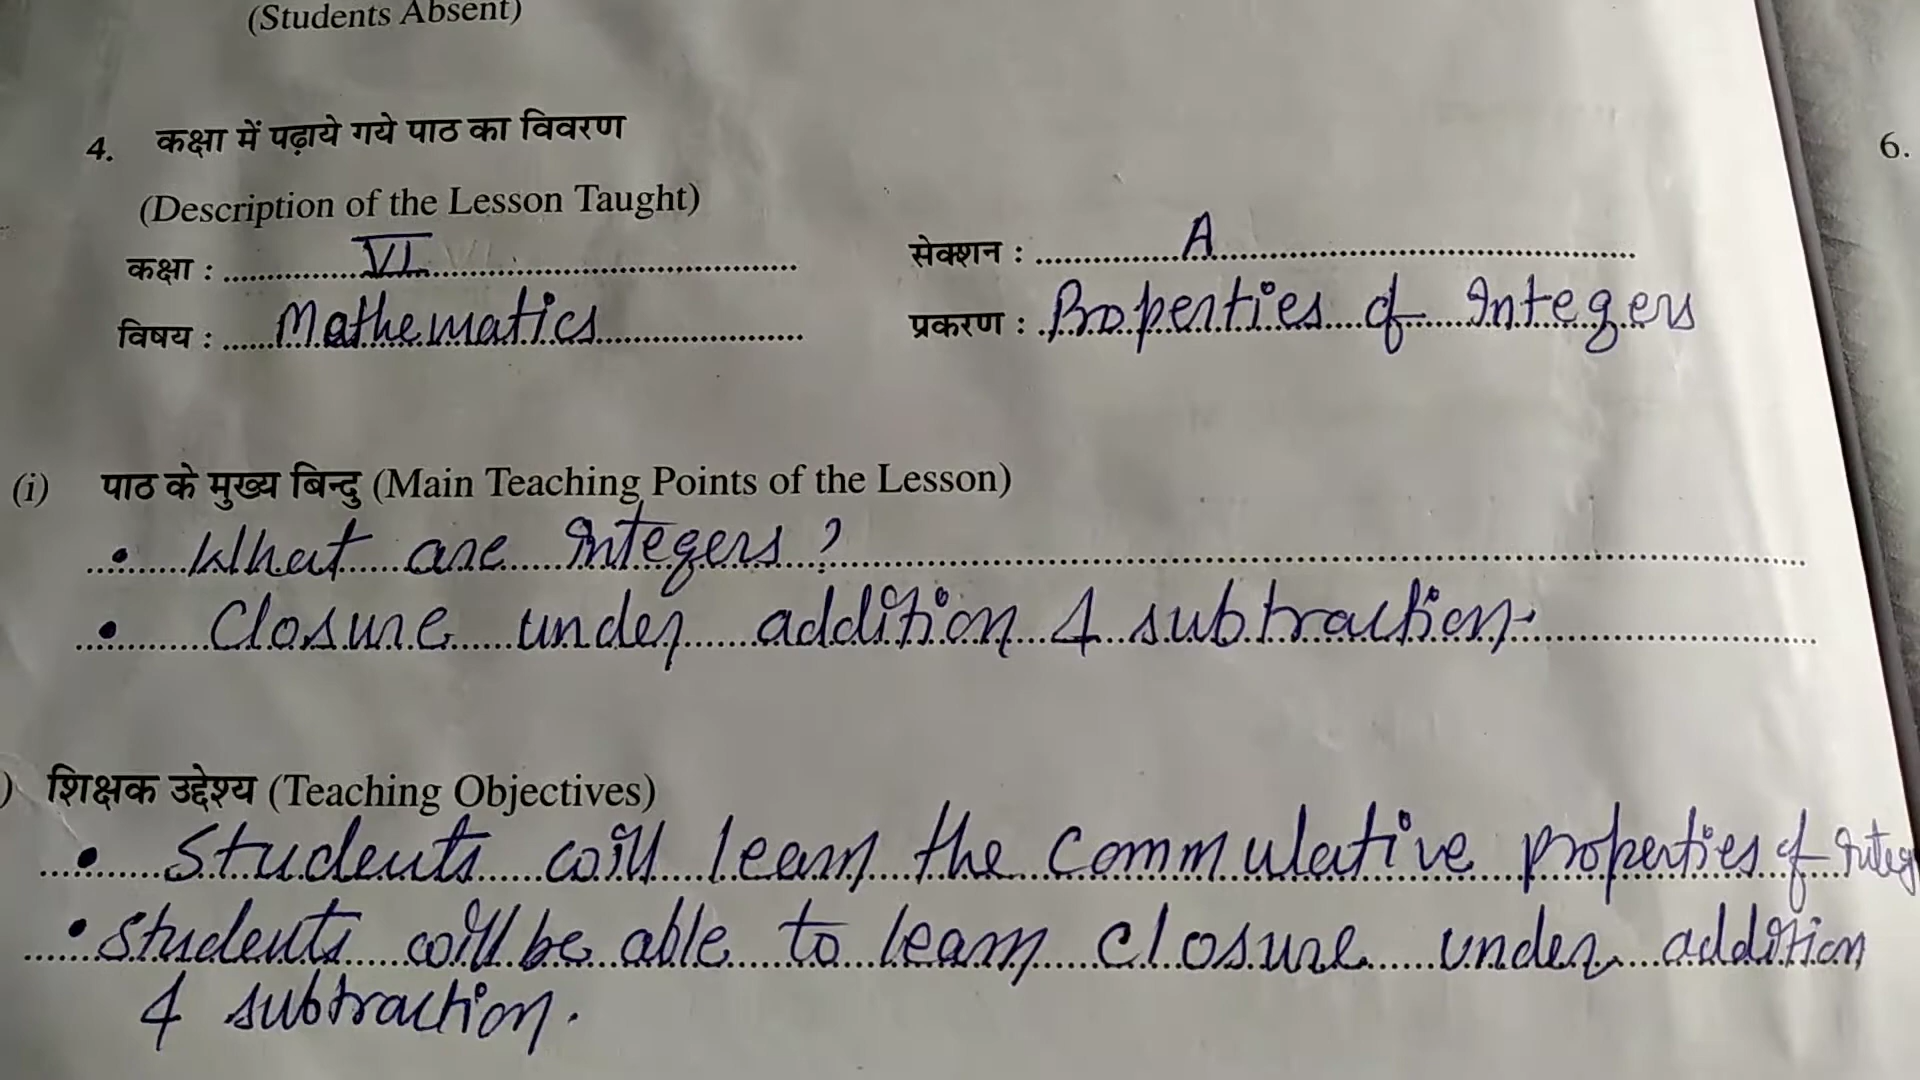 (Students Absent)
4. कक्षा में पढ़ाये गये पाठ का विवरण
6.
(Description of the Lesson Taught)
कक्षा : VI सेक्शन : A
विषय : Mathematics प्रकरण : Properties of Integers
(i) पाठ के मुख्य बिन्दु (Main Teaching Points of the Lesson)
• What are Integers?
• Closure under addition & subtraction.
) शिक्षक उद्देश्य (Teaching Objectives)
• Students will learn the Commulative properties of Integ
• Students will be able to learn closure under addition
& subtraction.